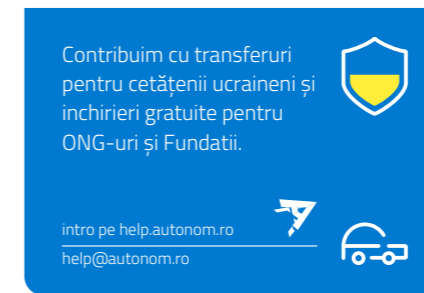 Contribuim cu transferuri
pentru cetățenii ucraineni și
inchirieri gratuite pentru
ONG-uri și Fundatii.
intro pe help.autonom.ro
help@autonom.ro